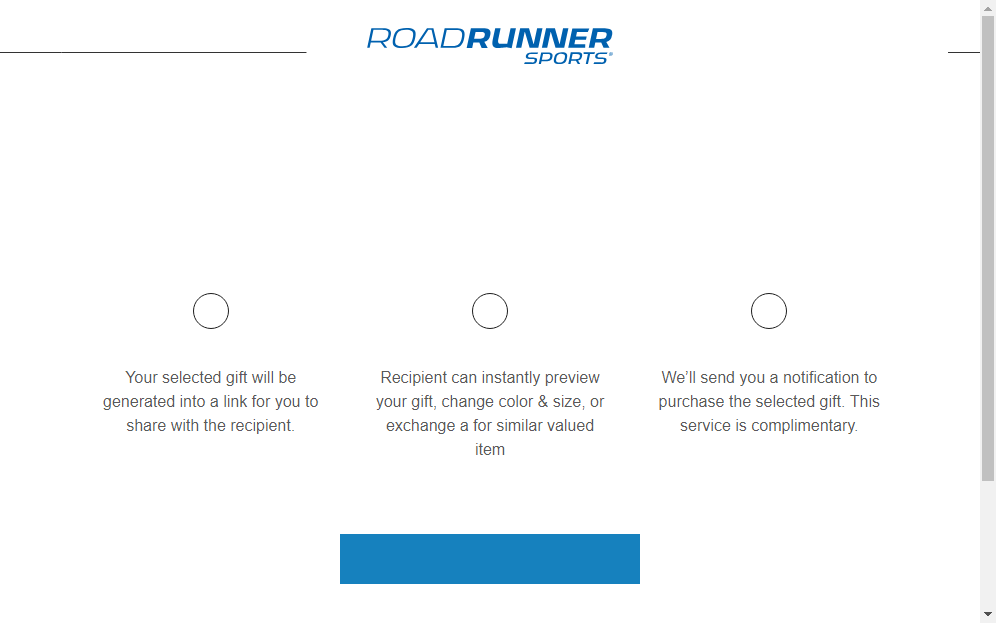 ROADRUNNER
SPORTS®
Your selected gift will be
generated into a link for you to
share with the recipient.
Recipient can instantly preview
your gift, change color & size, or
exchange a for similar valued
item
We’ll send you a notification to
purchase the selected gift. This
service is complimentary.